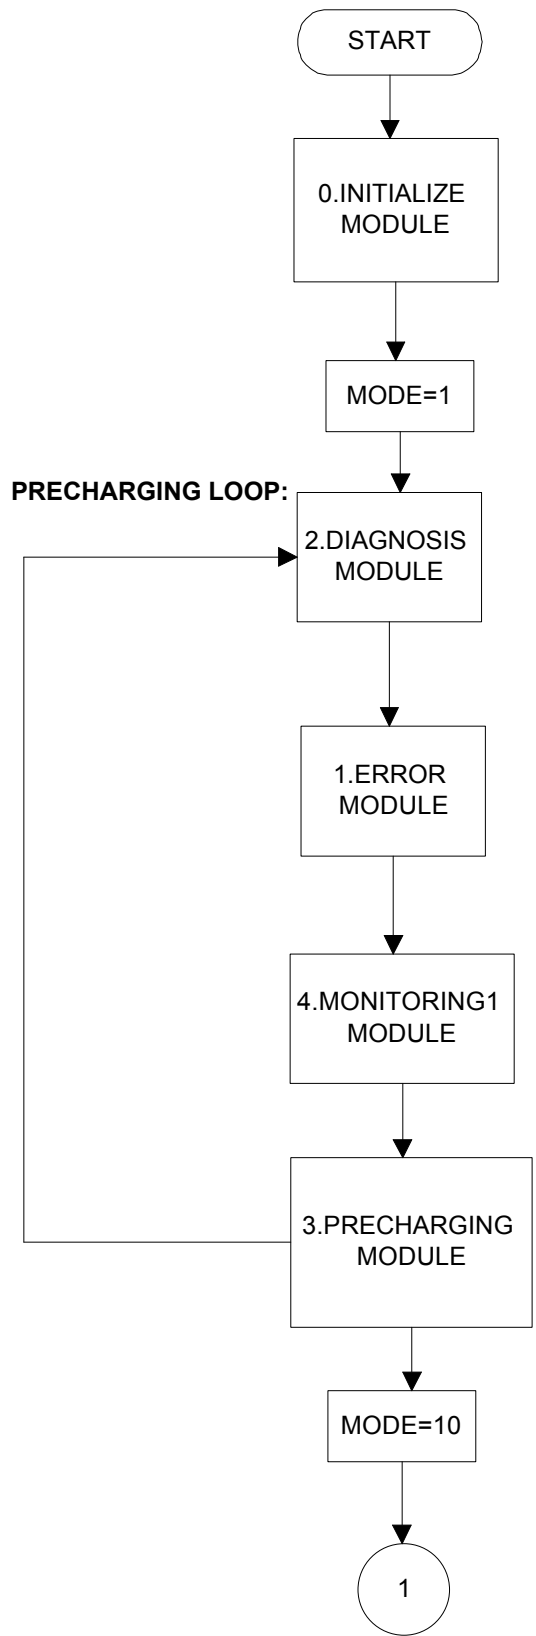 START
0.INITIALIZE
MODULE
MODE=1
PRECHARGING LOOP:
2.DIAGNOSIS
MODULE
1.ERROR
MODULE
4.MONITORING1
MODULE
3.PRECHARGING
MODULE
MODE=10
1